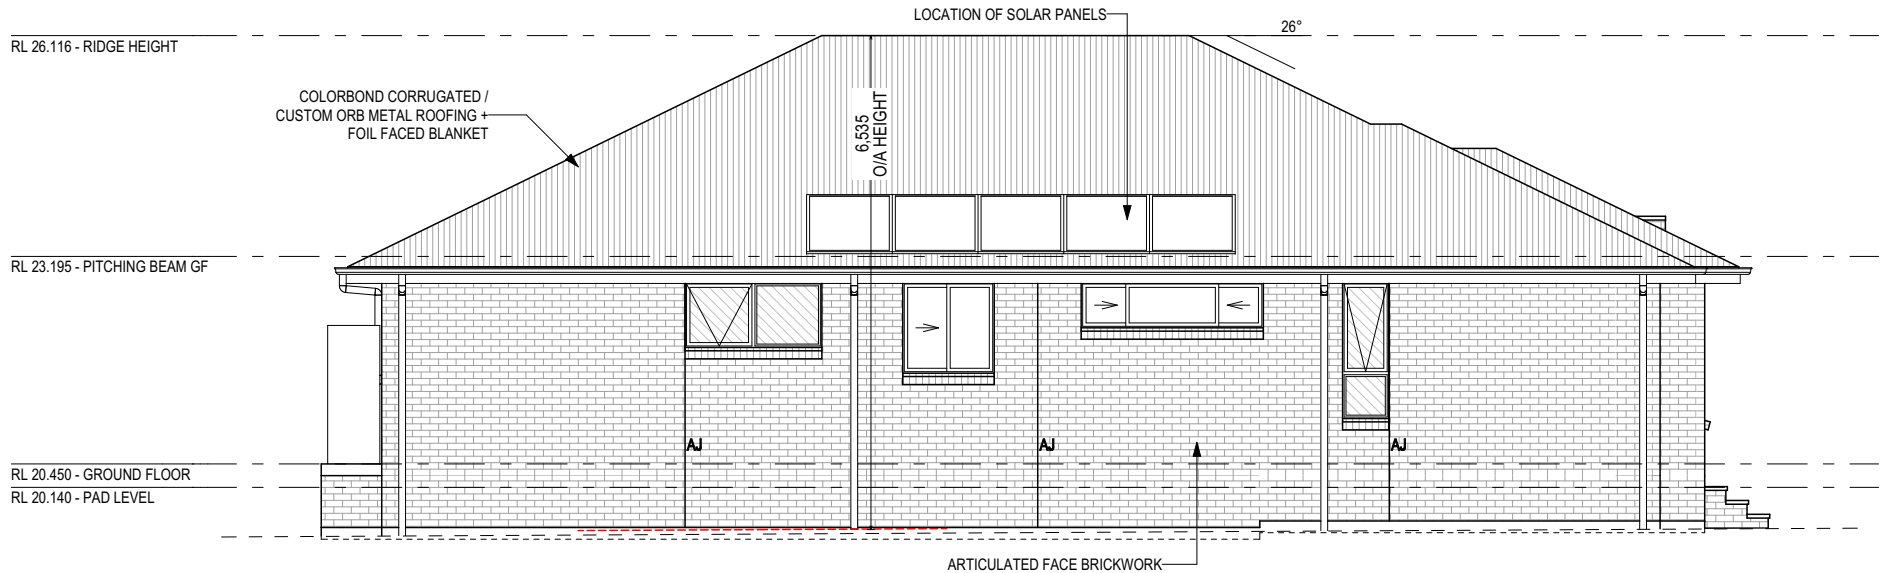 LOCATION OF SOLAR PANELS
26°
RL 26.116 - RIDGE HEIGHT
COLORBOND CORRUGATED /
CUSTOM ORB METAL ROOFING +
FOIL FACED BLANKET
6,535
O/A HEIGHT
RL 23.195 - PITCHING BEAM GF
AJ
AJ
AJ
RL 20.450 - GROUND FLOOR
RL 20.140 - PAD LEVEL
ARTICULATED FACE BRICKWORK